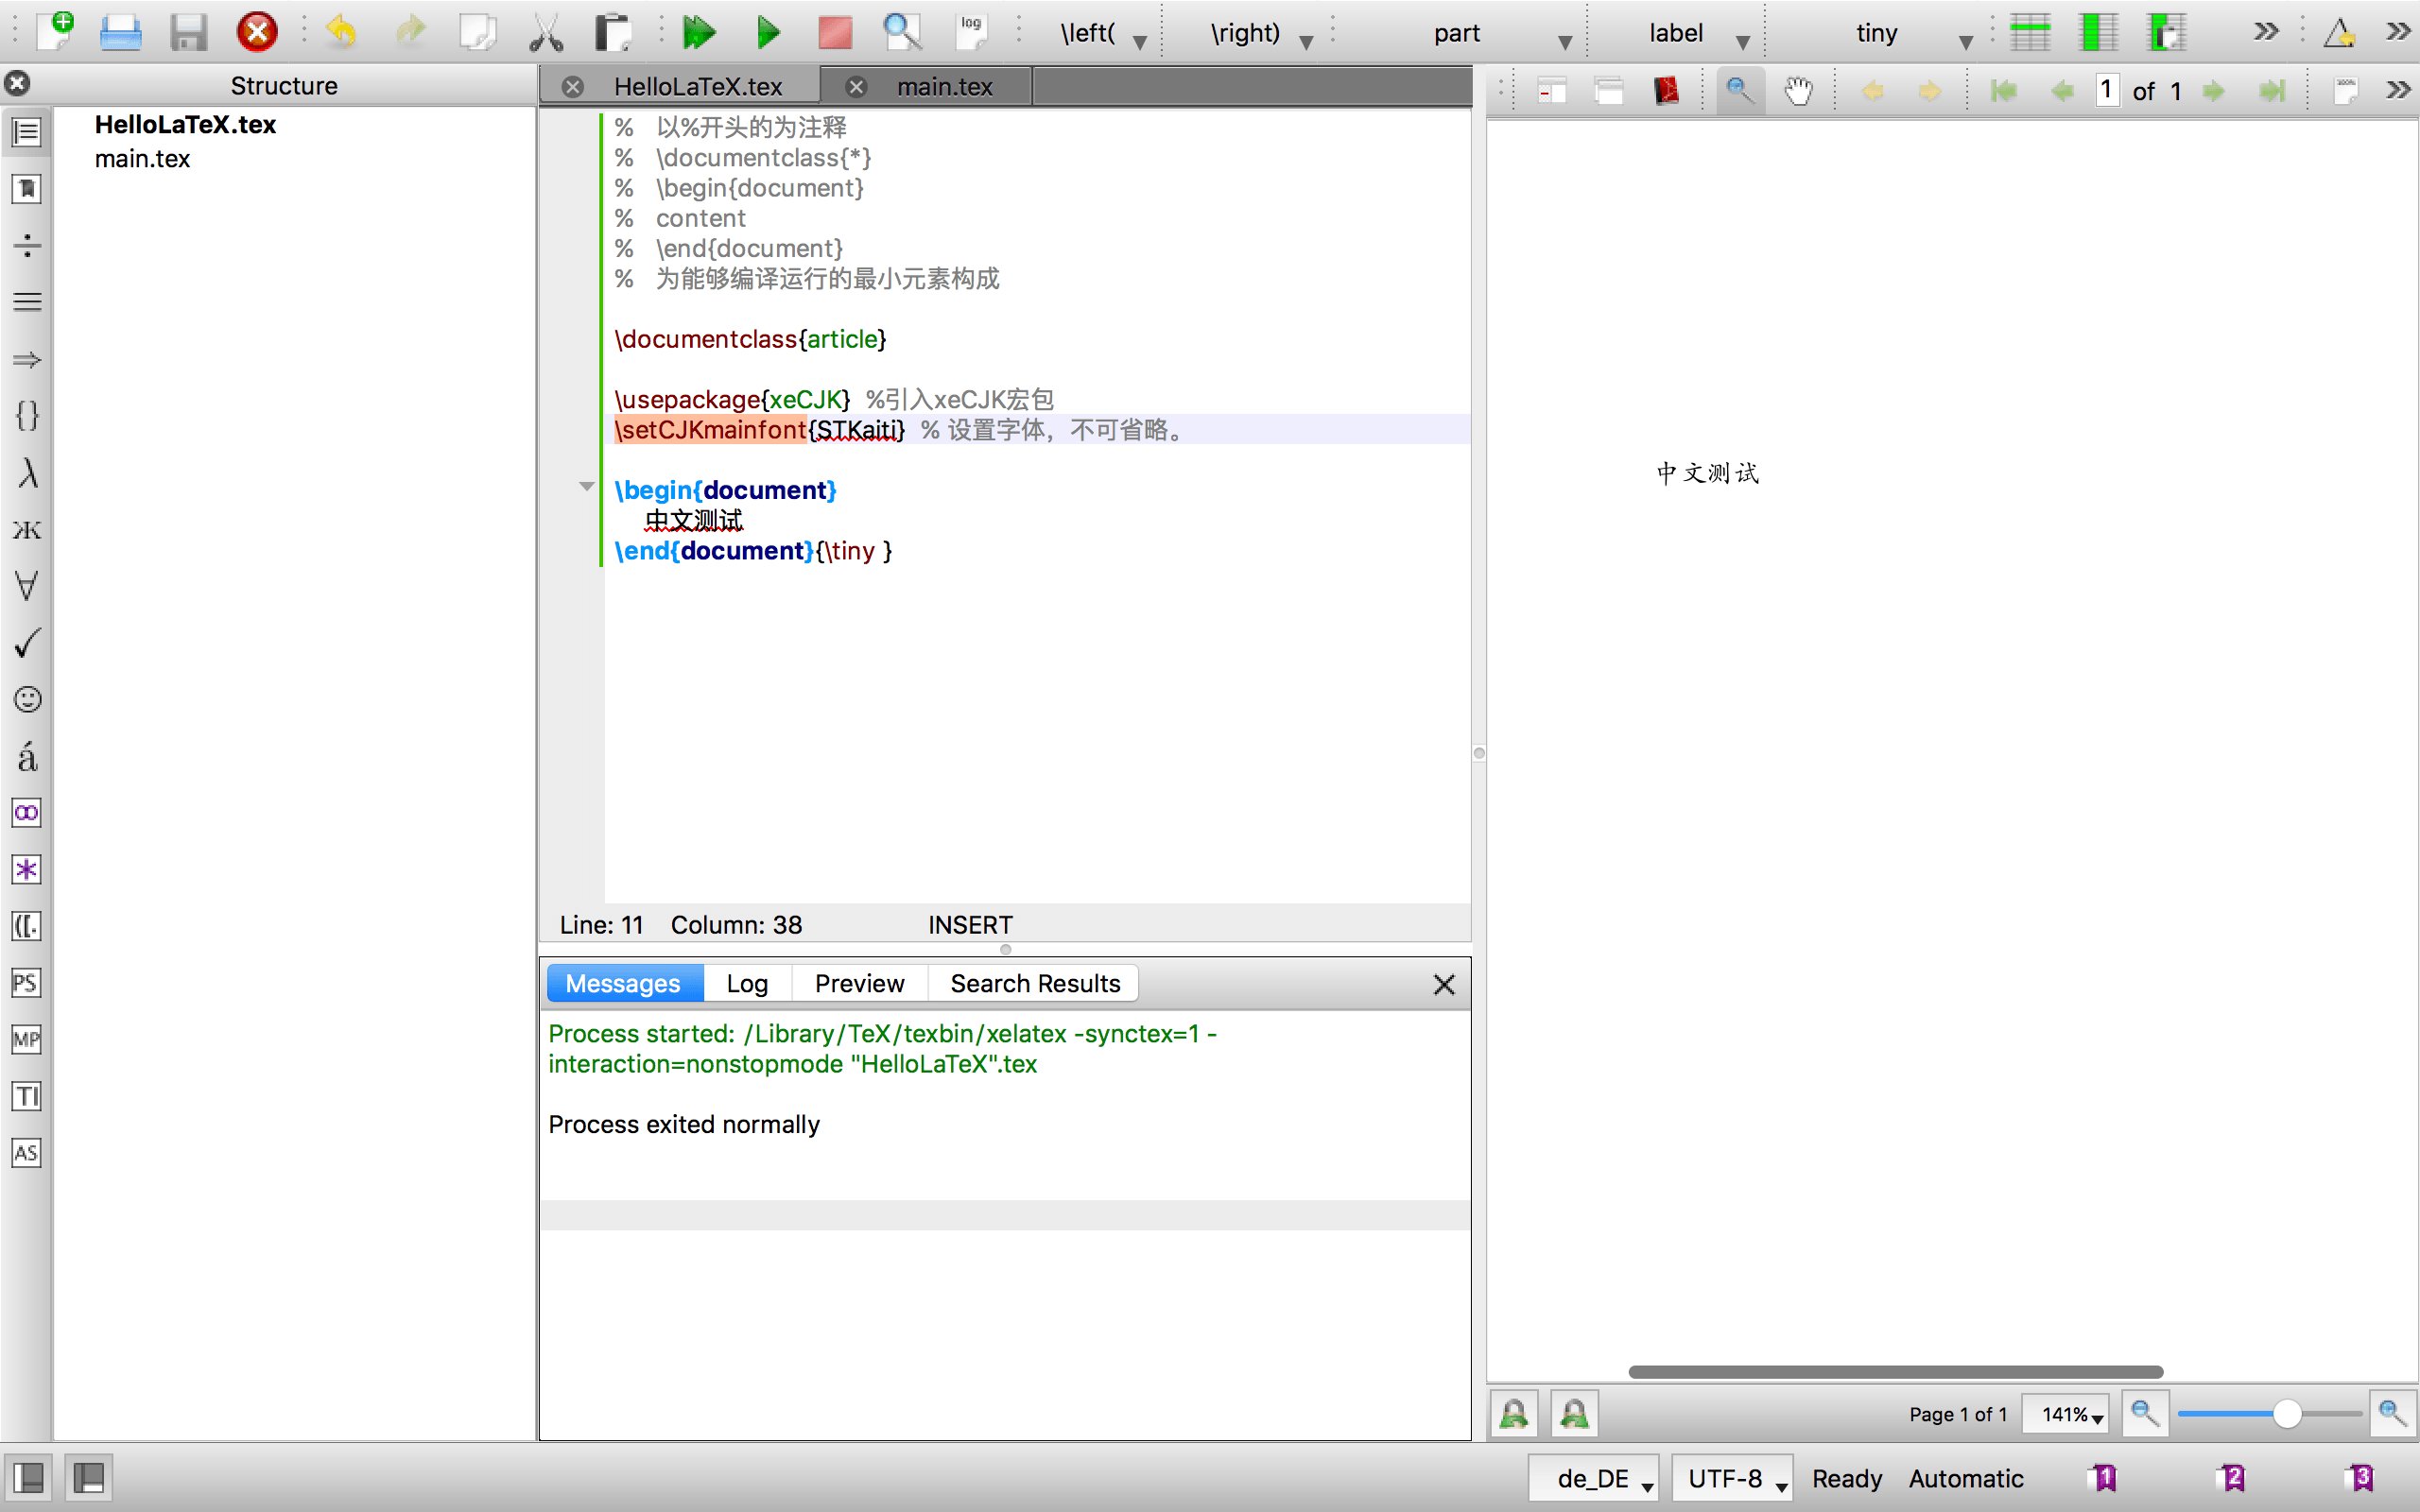 log \left( \right) part label tiny
Structure
HelloLaTeX.tex
main.tex
HelloLaTeX.tex main.tex
% 以%开头的为注释
% \documentclass{*}
% \begin{document}
% content
% \end{document}
% 为能够编译运行的最小元素构成
\documentclass{article}
\usepackage{xeCJK} %引入xeCJK宏包
\setCJKmainfont{STKaiti} % 设置字体，不可省略。
\begin{document}
中文测试
\end{document}{\tiny }
Line: 11 Column: 38 INSERT
Messages Log Preview Search Results
Process started: /Library/TeX/texbin/xelatex -synctex=1 -
interaction=nonstopmode "HelloLaTeX".tex
Process exited normally
1 of 1
100%
中文测试
Page 1 of 1 141%
PS
MP
TI
AS
de_DE UTF-8 Ready Automatic 1 2 3